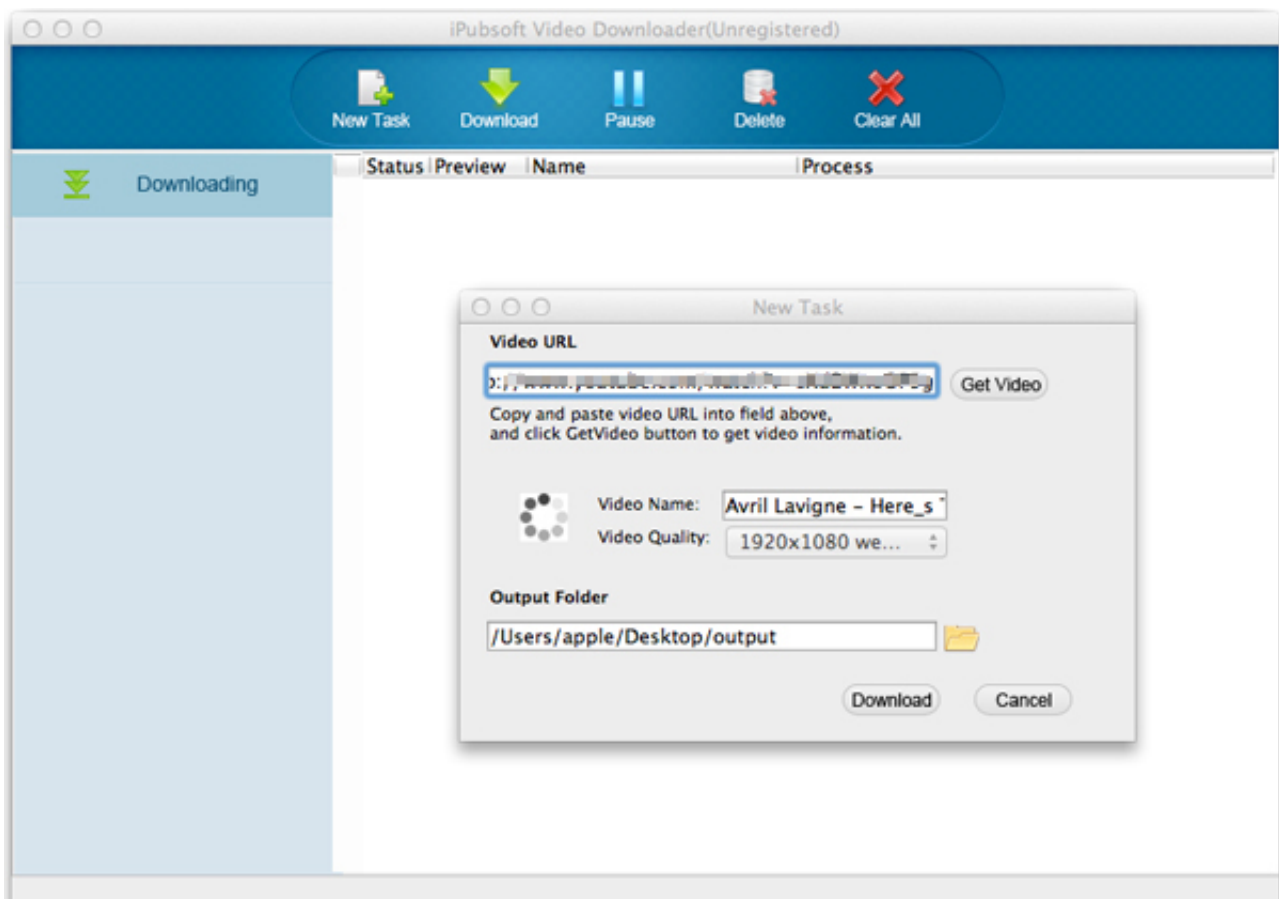 iPubsoft Video Downloader(Unregistered)
New Task Download Pause Delete Clear All
Downloading
Status Preview Name Process
New Task
Video URL
Get Video
Copy and paste video URL into field above,
and click GetVideo button to get video information.
Video Name: Avril Lavigne – Here_s
Video Quality: 1920x1080 we...
Output Folder
/Users/apple/Desktop/output
Download Cancel